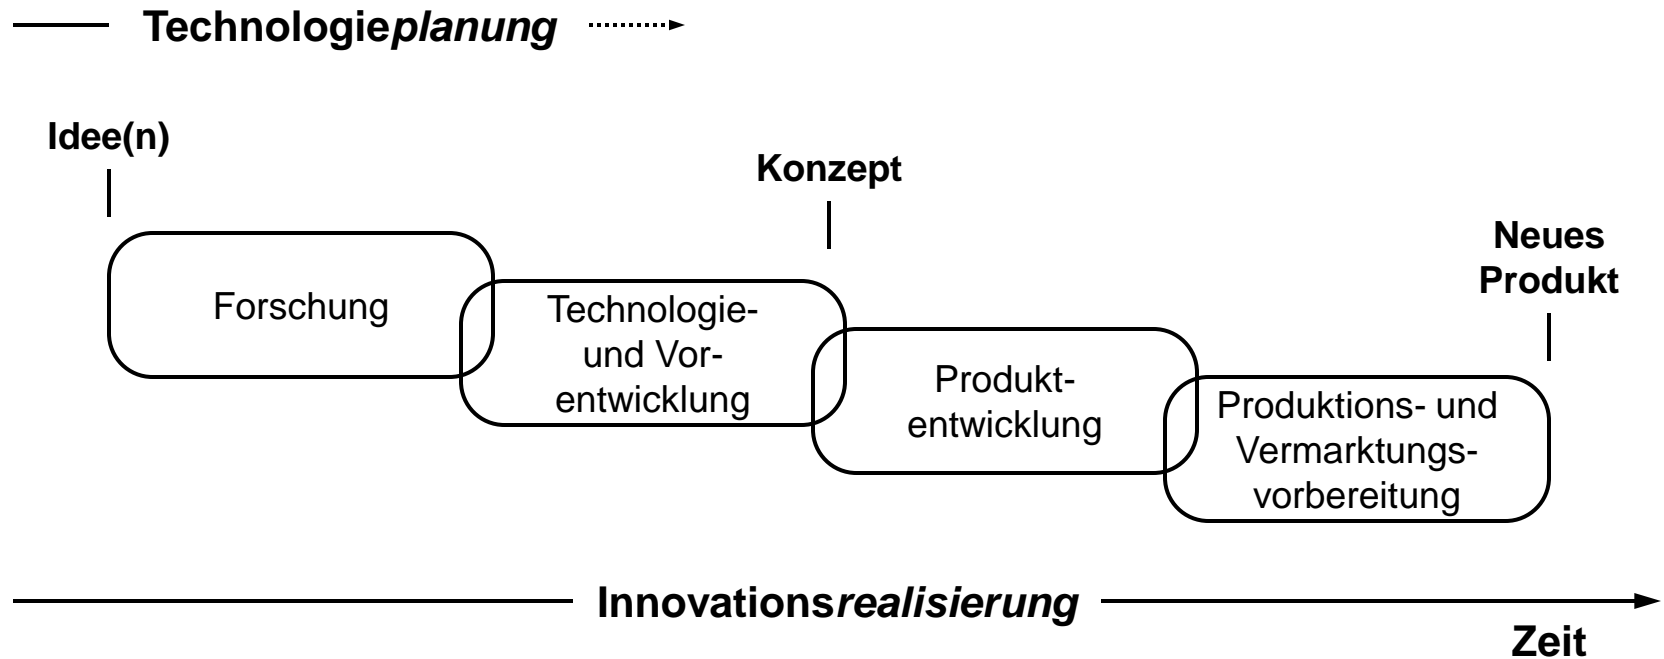 Technologieplanung
Idee(n)
Konzept
Neues
Produkt
Forschung
Technologie-
und Vor-
entwicklung
Produkt-
entwicklung
Produktions- und
Vermarktungs-
vorbereitung
Innovationsrealisierung
Zeit